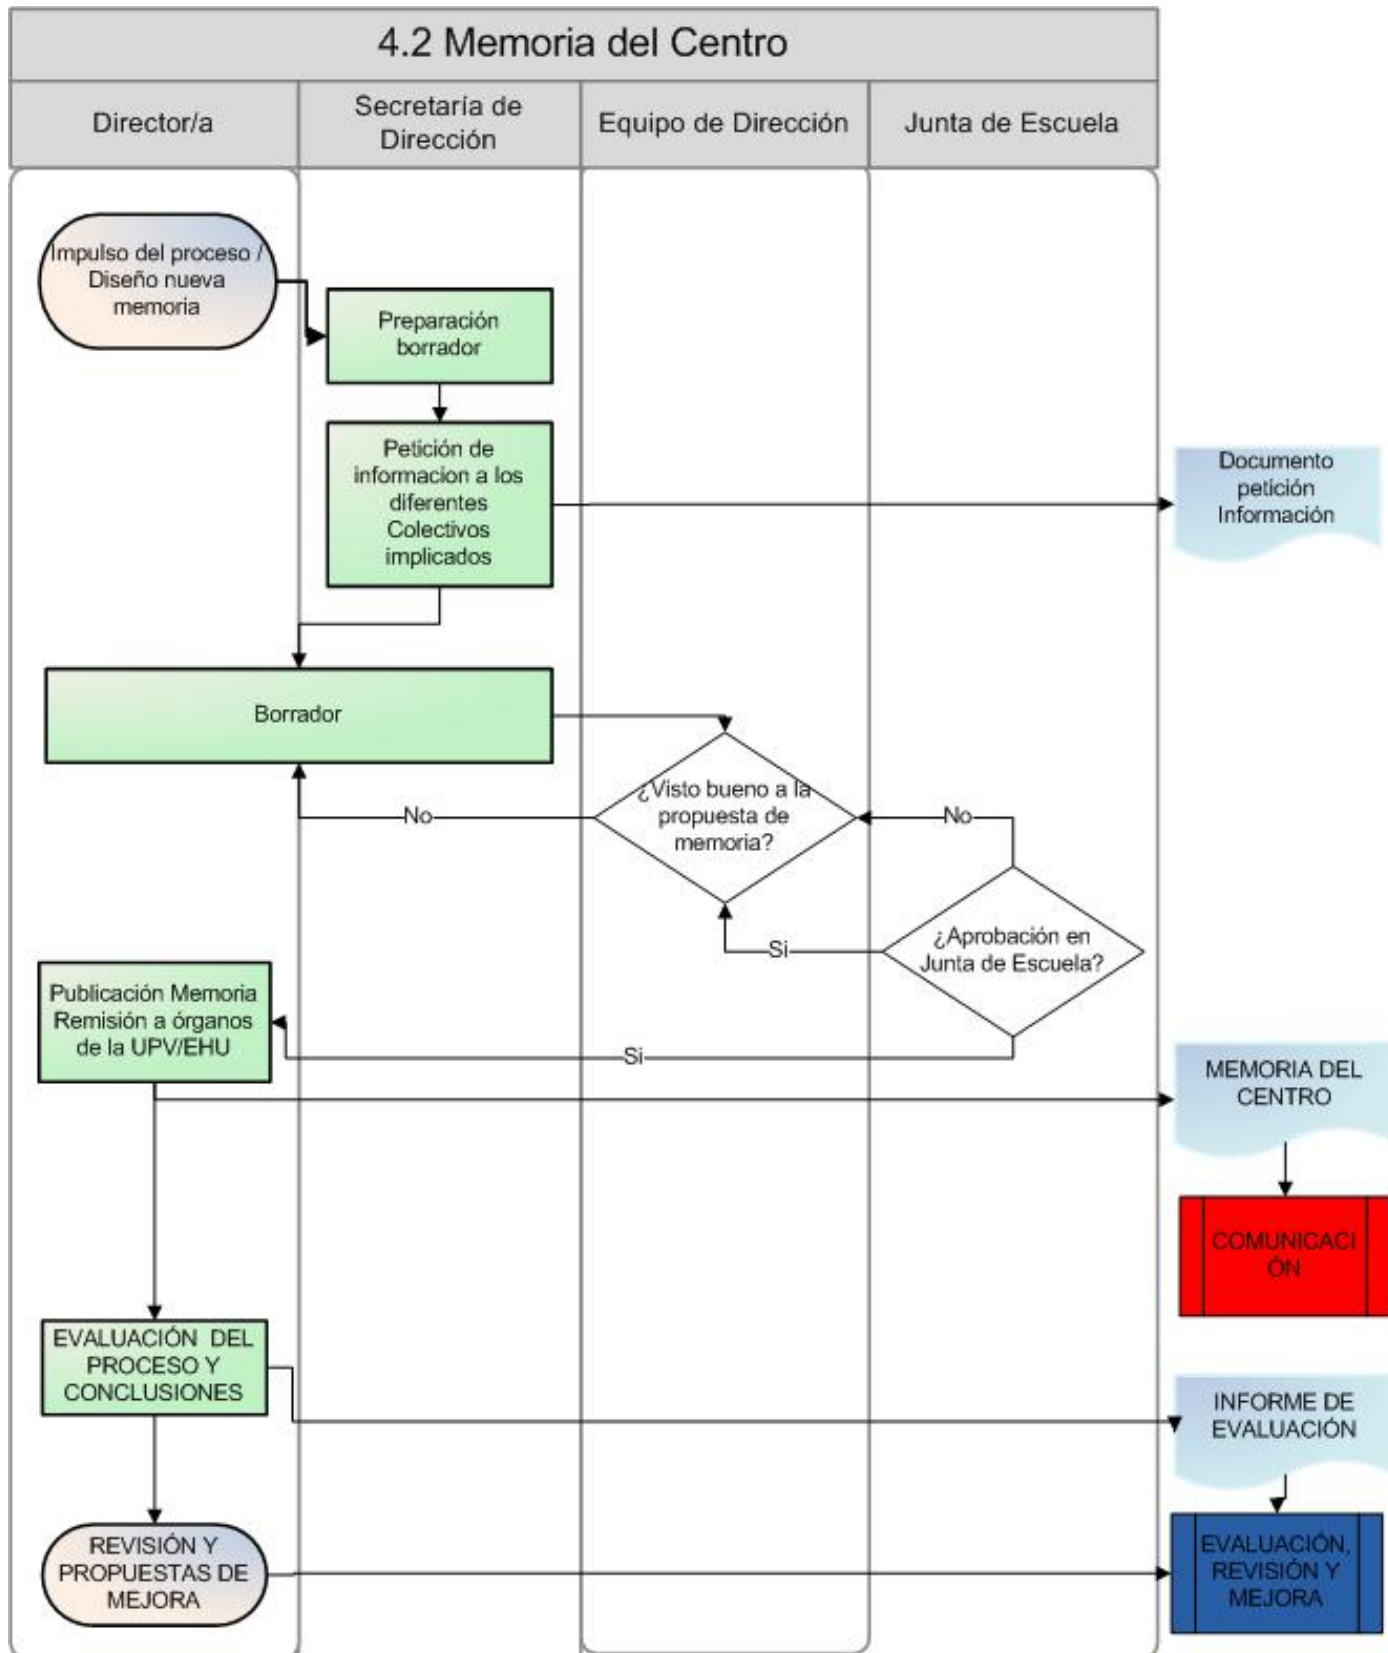 4.2 Memoria del Centro
Director/a
Secretaría de
Dirección
Equipo de Dirección
Junta de Escuela
Impulso del proceso /
Diseño nueva
memoria
Preparación
borrador
Petición de
informacion a los
diferentes
Colectivos
implicados
Documento
petición
Información
Borrador
¿Visto bueno a la
propuesta de
memoria?
No
No
¿Aprobación en
Junta de Escuela?
Si
Publicación Memoria
Remisión a órganos
de la UPV/EHU
Si
MEMORIA DEL
CENTRO
COMUNICACI
ÓN
EVALUACIÓN DEL
PROCESO Y
CONCLUSIONES
INFORME DE
EVALUACIÓN
REVISIÓN Y
PROPUESTAS DE
MEJORA
EVALUACIÓN,
REVISIÓN Y
MEJORA